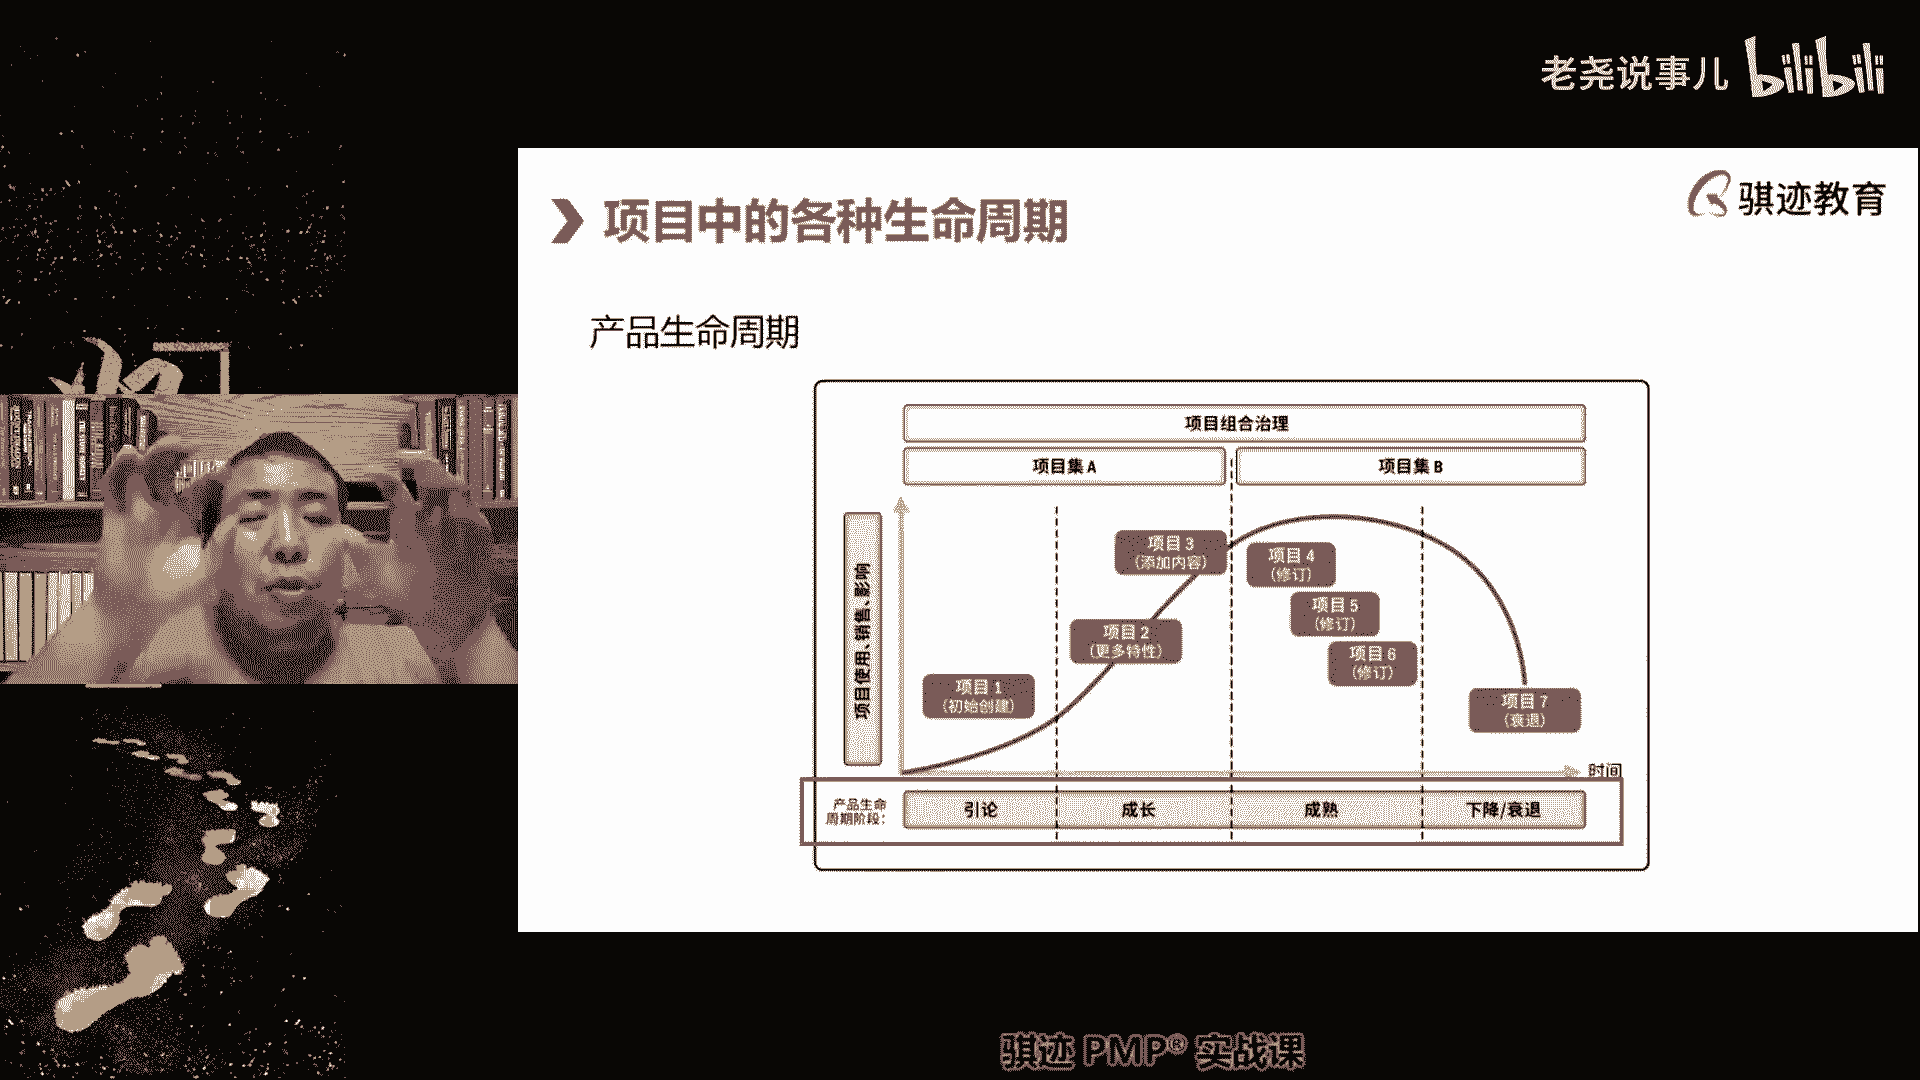 老尧说事儿 bilibili
骐迹教育
项目中的各种生命周期
产品生命周期
项目组合治理
项目集 A
项目集 B
项目使用、销售、影响
项目 3
(添加内容)
项目 4
(修订)
项目 5
(修订)
项目 2
(更多特性)
项目 6
(修订)
项目 1
(初始创建)
项目 7
(衰退)
时间
产品生命
周期阶段:
引论
成长
成熟
下降/衰退
骐迹 PMP® 实战课